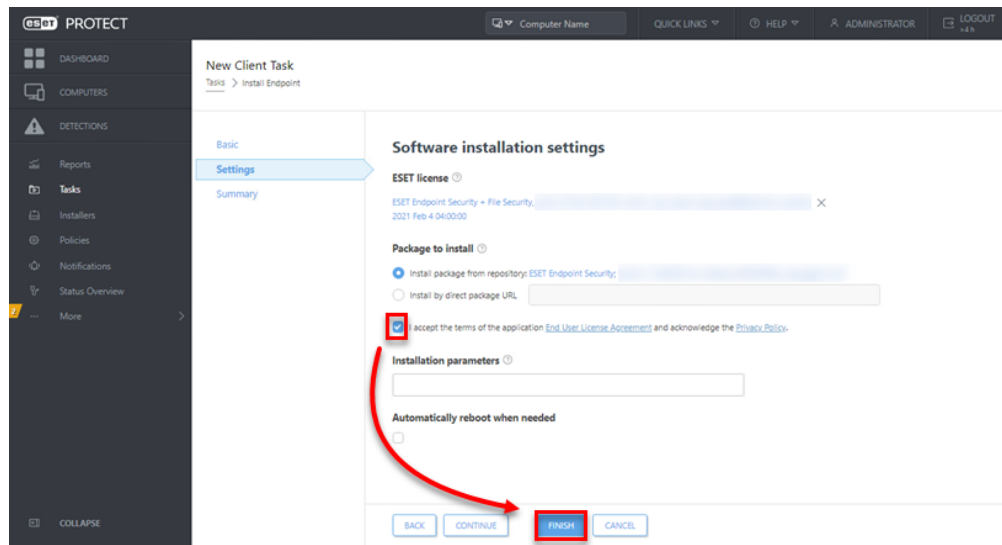 eset PROTECT
Computer Name
QUICK LINKS
HELP
ADMINISTRATOR
LOGOUT
>4 h
DASHBOARD
COMPUTERS
DETECTIONS
Reports
Tasks
Installers
Policies
Notifications
Status Overview
... More
COLLAPSE
New Client Task
Tasks > Install Endpoint
Basic
Settings
Summary
Software installation settings
ESET license
ESET Endpoint Security + File Security,
2021 Feb 4 04:00:00
Package to install
Install package from repository: ESET Endpoint Security;
Install by direct package URL
I accept the terms of the application End User License Agreement and acknowledge the Privacy Policy.
Installation parameters
Automatically reboot when needed
BACK
CONTINUE
FINISH
CANCEL